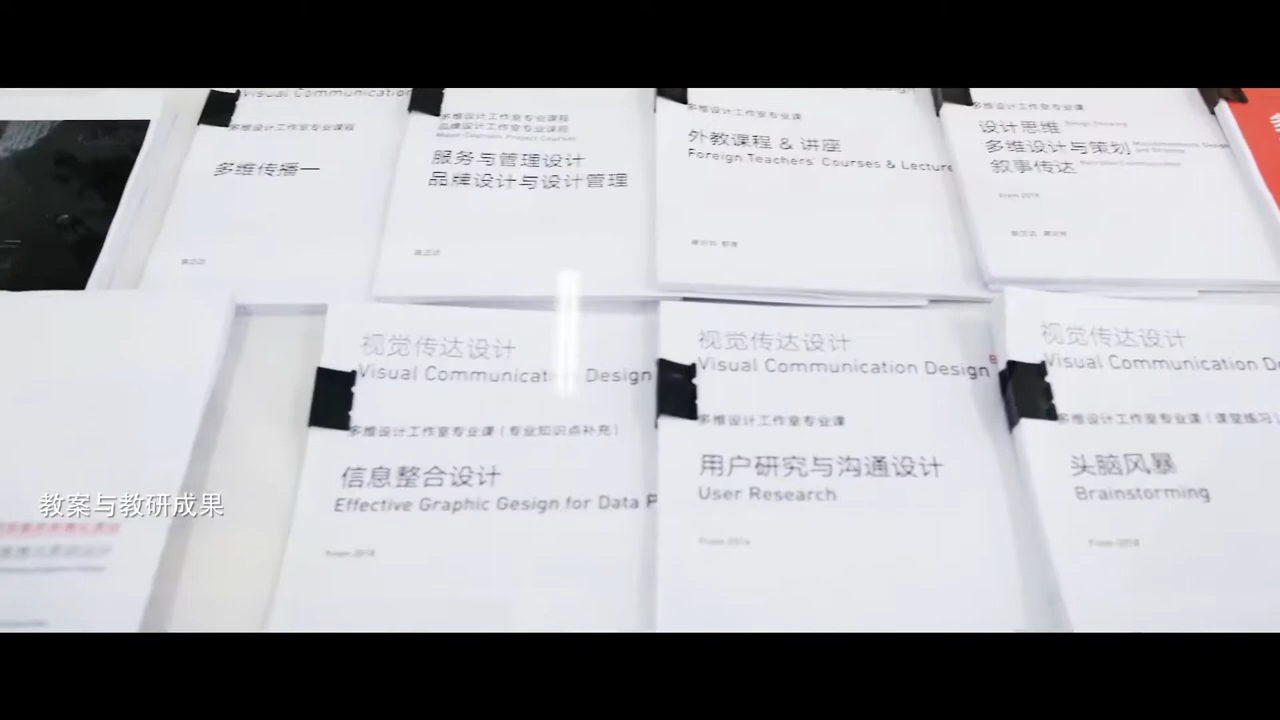 Visual Communication
多维设计工作室专业课程
多维传播一
多维设计工作室专业课程
品牌设计工作室专业课程
服务与管理设计
品牌设计与设计管理
多维设计工作室专业课程
外教课程 & 讲座
Foreign Teachers' Courses & Lecture
多维设计工作室专业课
设计思维
多维设计与策划
叙事传达
视觉传达设计
Visual Communicat Design
多维设计工作室专业课（专业知识点补充）
信息整合设计
Effective Graphic Gesign for Data P
视觉传达设计
Visual Communication Design
多维设计工作室专业课
用户研究与沟通设计
User Research
视觉传达设计
Visual Communication De
多维设计工作室专业课（课堂练习）
头脑风暴
Brainstorming
教案与教研成果